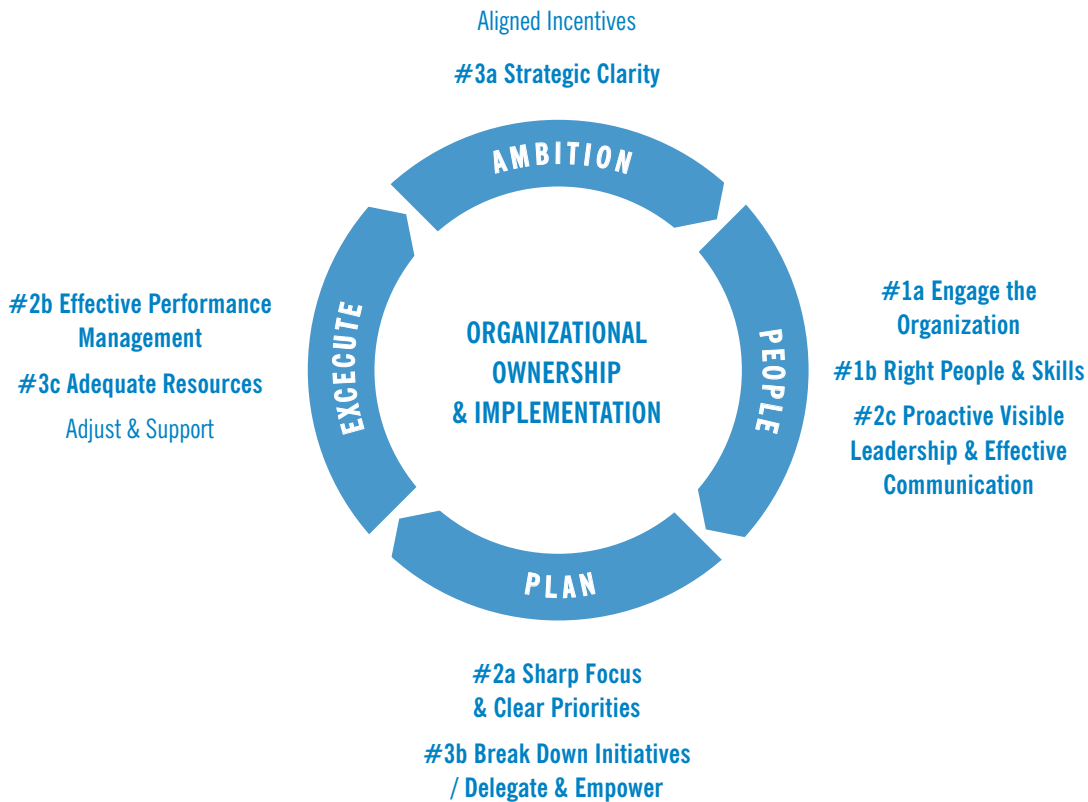 Aligned Incentives
#3a Strategic Clarity
AMBITION
PEOPLE
#1a Engage the
Organization
#1b Right People & Skills
#2c Proactive Visible
Leadership & Effective
Communication
PLAN
#2a Sharp Focus
& Clear Priorities
#3b Break Down Initiatives
/ Delegate & Empower
EXCECUTE
#2b Effective Performance
Management
#3c Adequate Resources
Adjust & Support
ORGANIZATIONAL
OWNERSHIP
& IMPLEMENTATION